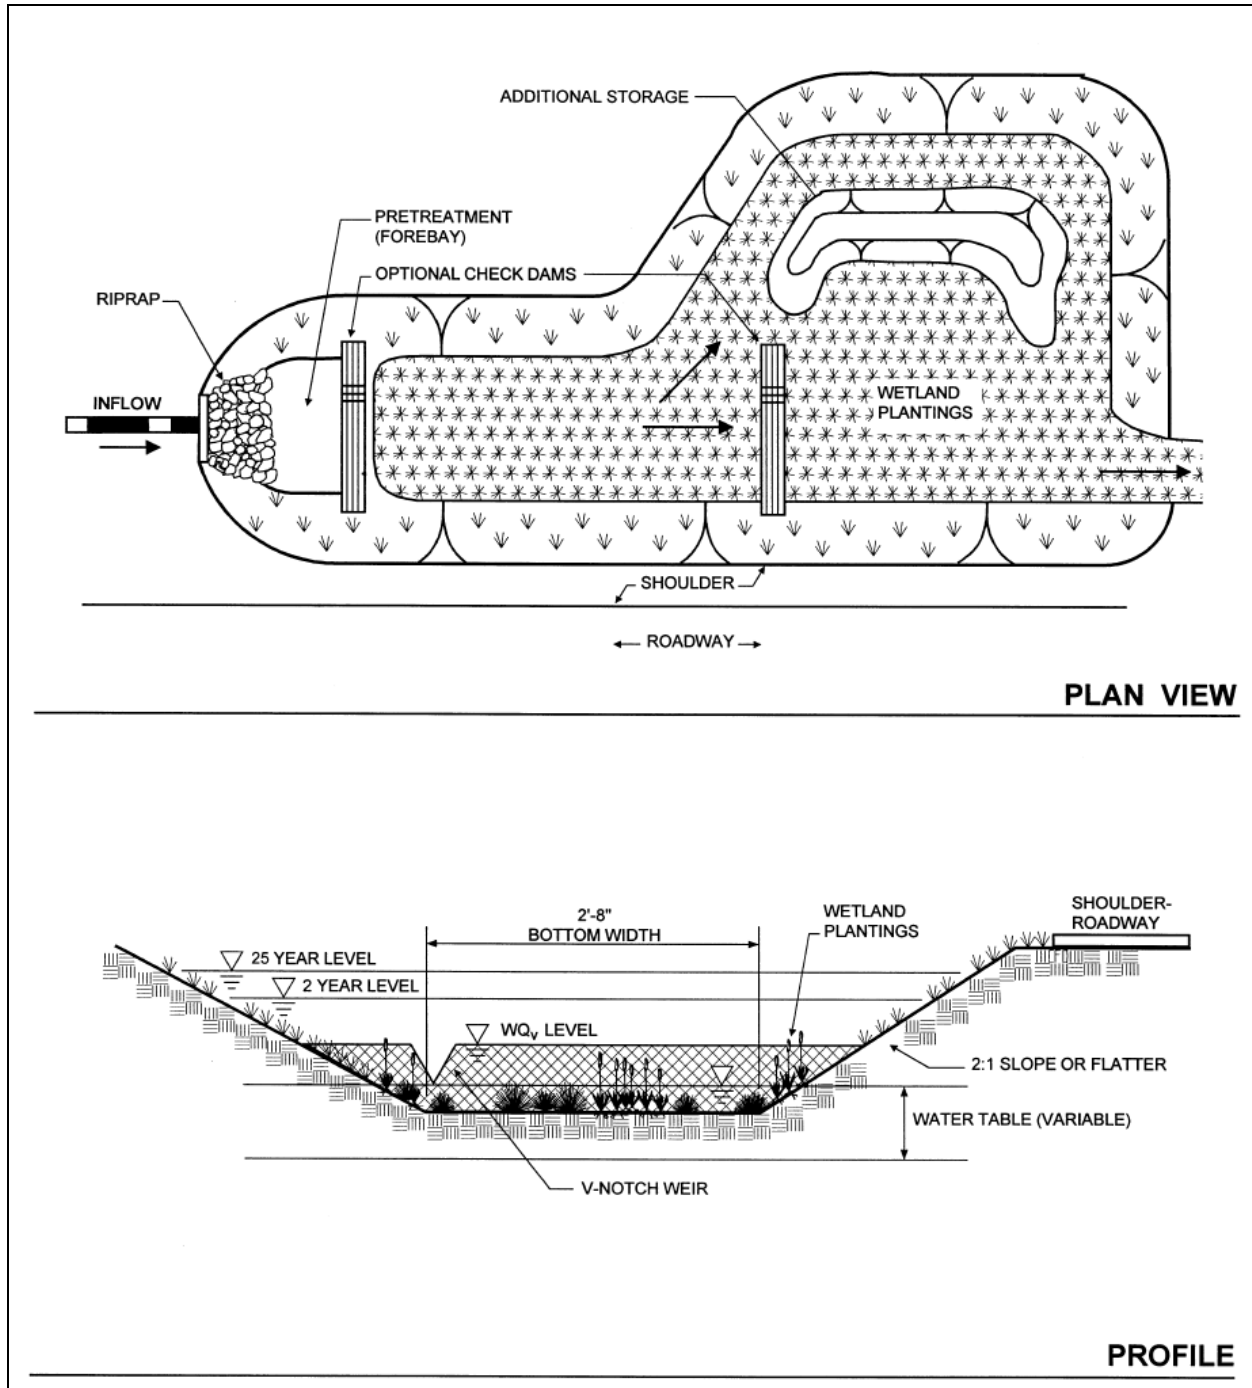 ADDITIONAL STORAGE
PRETREATMENT
(FOREBAY)
OPTIONAL CHECK DAMS
RIPRAP
INFLOW
WETLAND
PLANTINGS
SHOULDER
ROADWAY
PLAN VIEW
2'-8"
BOTTOM WIDTH
WETLAND
PLANTINGS
SHOULDER-
ROADWAY
25 YEAR LEVEL
2 YEAR LEVEL
WQv LEVEL
2:1 SLOPE OR FLATTER
WATER TABLE (VARIABLE)
V-NOTCH WEIR
PROFILE